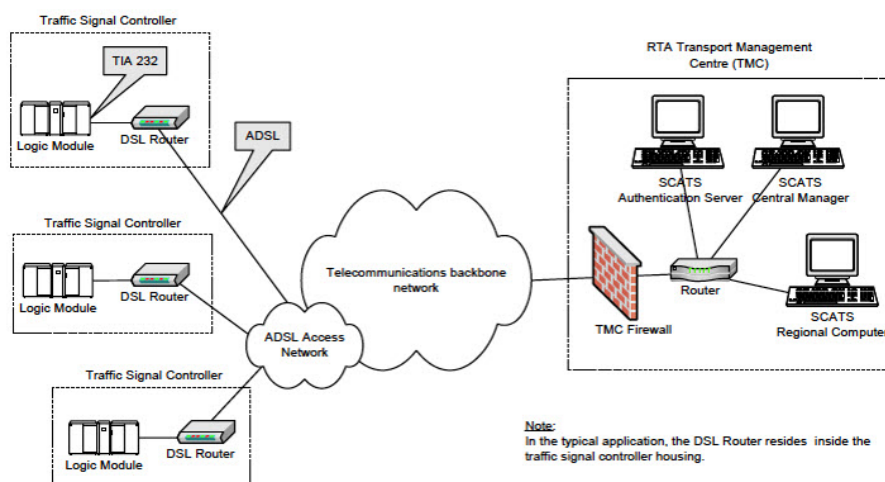 Traffic Signal Controller
TIA 232
Logic Module
DSL Router
ADSL
Traffic Signal Controller
Logic Module
DSL Router
Traffic Signal Controller
Logic Module
DSL Router
ADSL Access
Network
Telecommunications backbone
network
RTA Transport Management
Centre (TMC)
SCATS
Authentication Server
SCATS
Central Manager
Router
TMC Firewall
SCATS
Regional Computer
Note:
In the typical application, the DSL Router resides inside the
traffic signal controller housing.